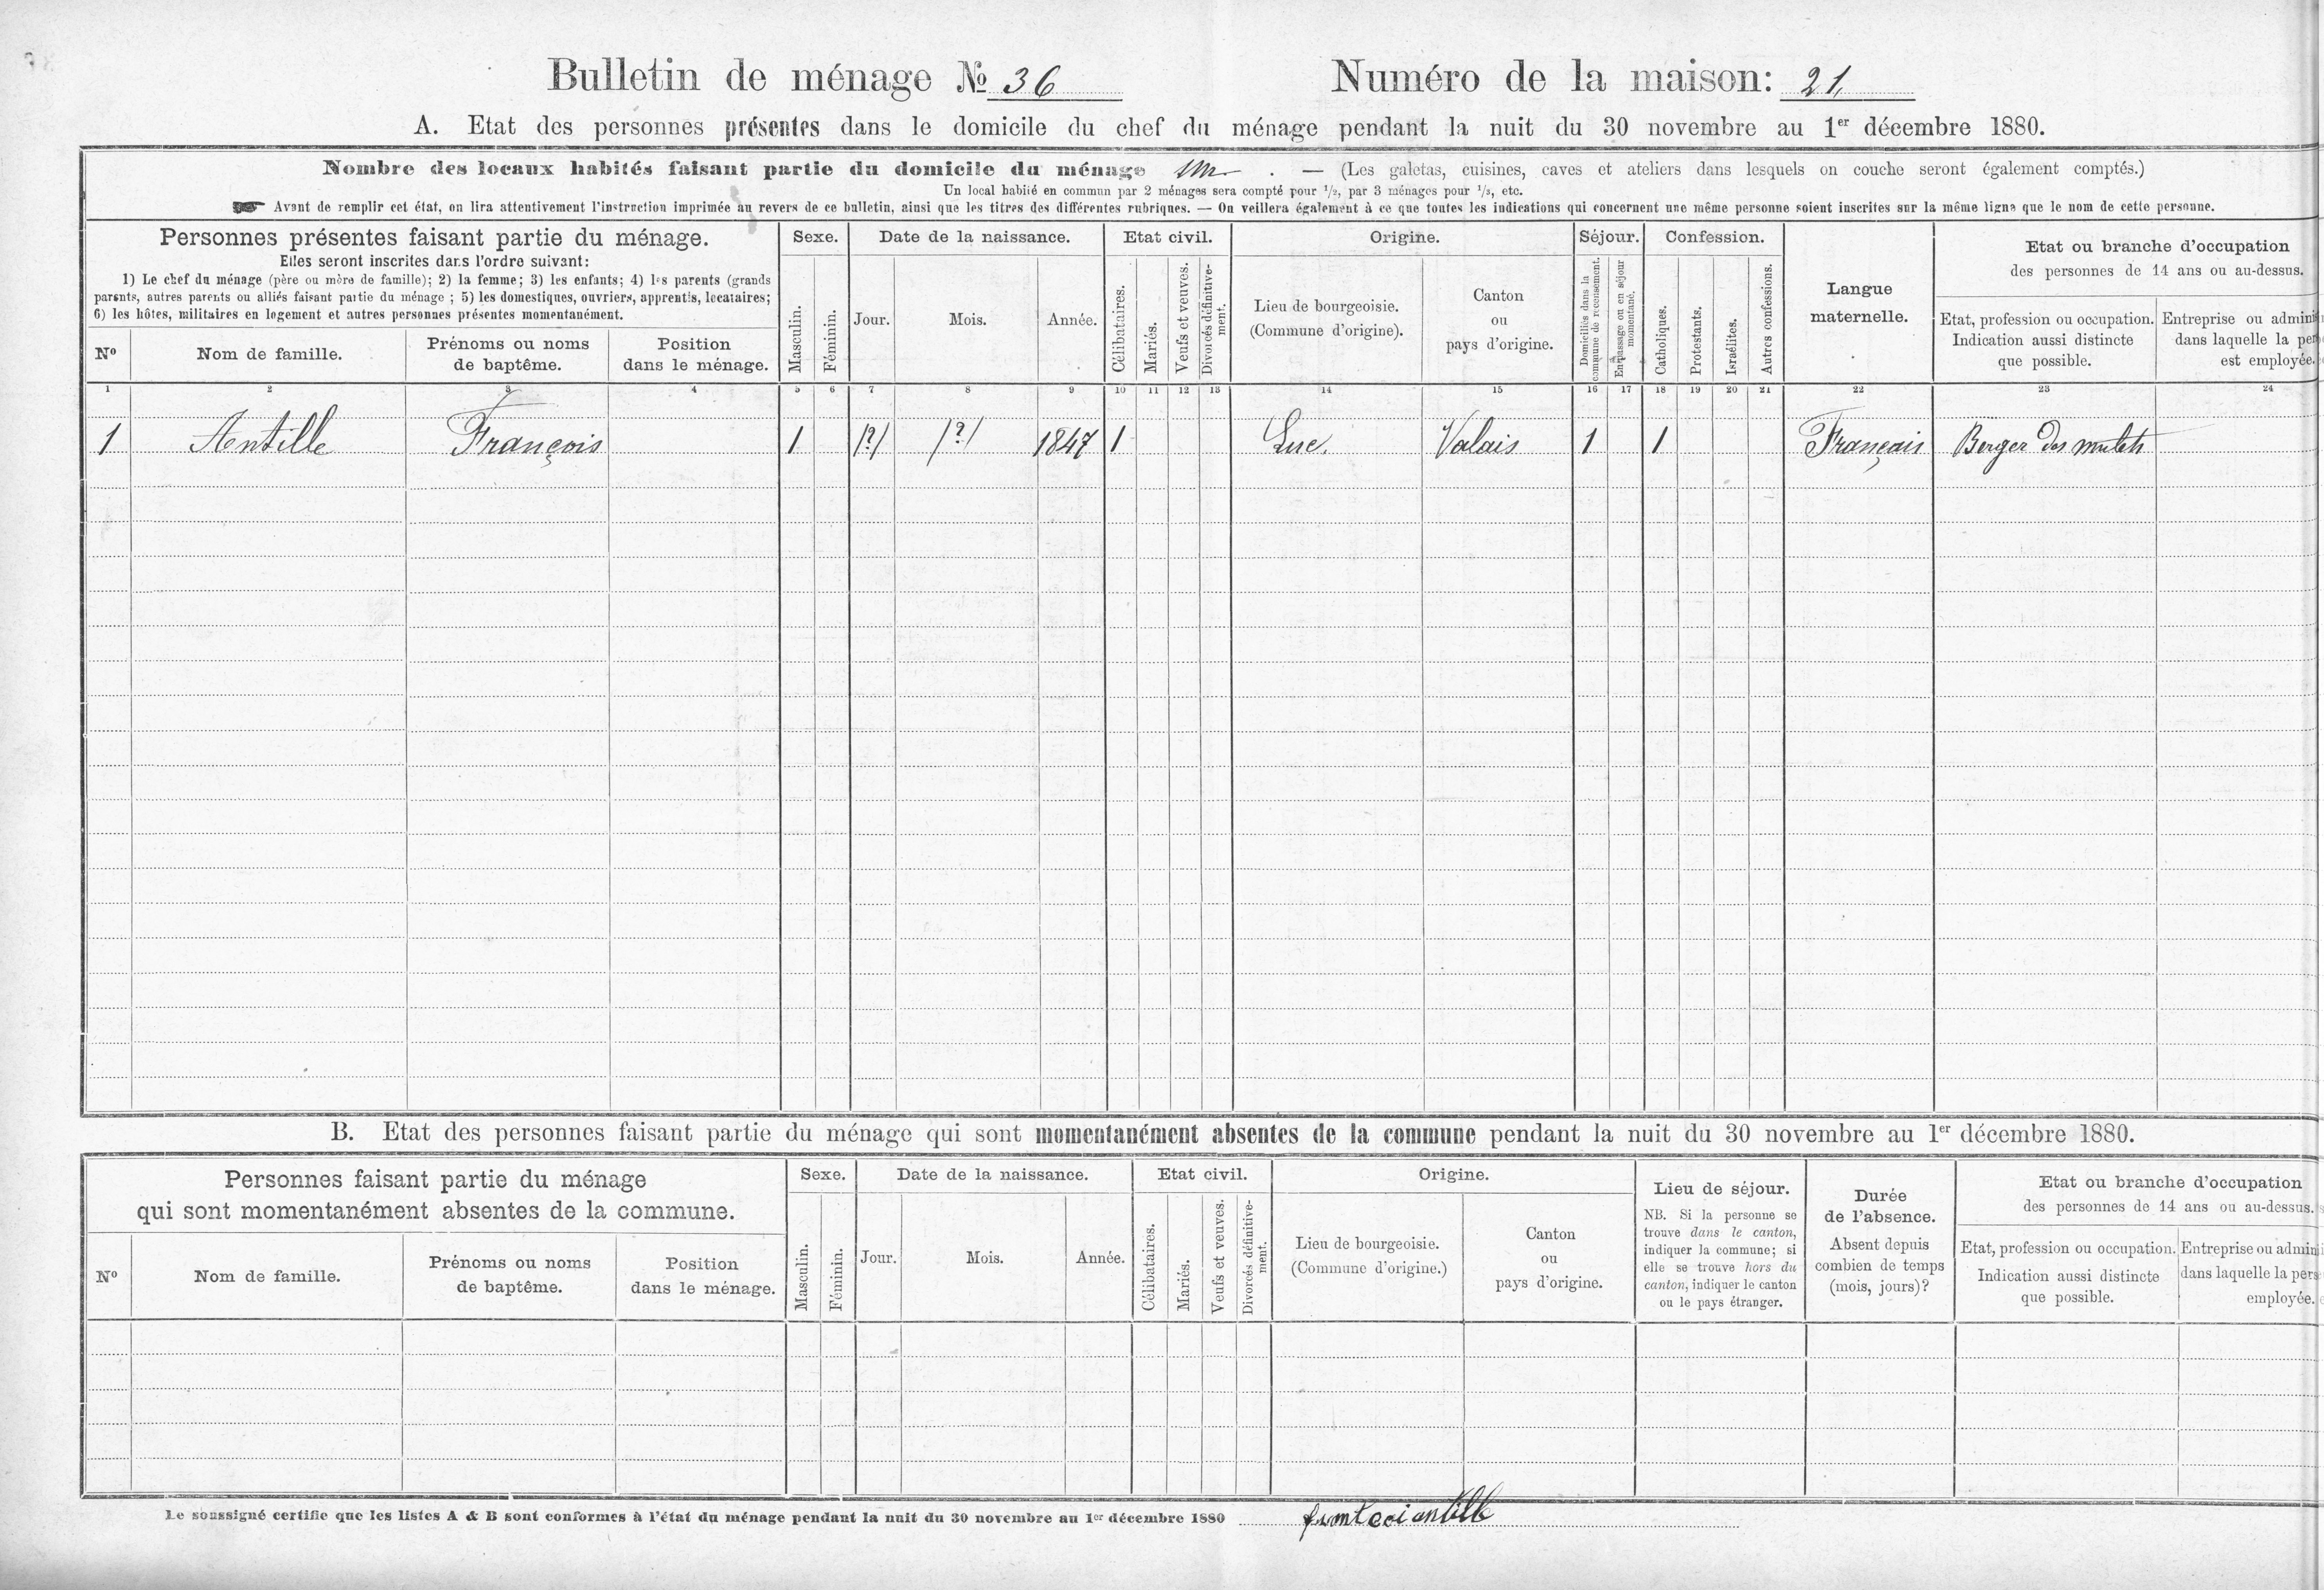 Bulletin de ménage № 36
Numéro de la maison: 21
A. Etat des personnes présentes dans le domicile du chef du ménage pendant la nuit du 30 novembre au 1er décembre 1880.
Nombre des locaux habités faisant partie du domicile du ménage un . — (Les galetas, cuisines, caves et ateliers dans lesquels on couche seront également comptés.)
Un local habité en commun par 2 ménages sera compté pour 1/2, par 3 ménages pour 1/3, etc.
Avant de remplir cet état, on lira attentivement l'instruction imprimée au revers de ce bulletin, ainsi que les titres des différentes rubriques. — On veillera également à ce que toutes les indications qui concernent une même personne soient inscrites sur la même ligne que le nom de cette personne.
Personnes présentes faisant partie du ménage.
Elles seront inscrites dans l'ordre suivant:
1) Le chef du ménage (père ou mère de famille); 2) la femme; 3) les enfants; 4) les parents (grands
parents, autres parents ou alliés faisant partie du ménage ; 5) les domestiques, ouvriers, apprentis, locataires;
6) les hôtes, militaires en logement et autres personnes présentes momentanément.
Nº
Nom de famille.
Prénoms ou noms
de baptême.
Position
dans le ménage.
Sexe.
Masculin.
Féminin.
Date de la naissance.
Jour.
Mois.
Année.
Etat civil.
Célibataires.
Mariés.
Veufs et veuves.
Divorcés définitive-
ment.
Origine.
Lieu de bourgeoisie.
(Commune d'origine).
Canton
ou
pays d'origine.
Séjour.
Domiciliés dans la
commune de recensement.
En passage ou en séjour
momentané.
Confession.
Catholiques.
Protestants.
Israélites.
Autres confessions.
Langue
maternelle.
Etat ou branche d'occupation
des personnes de 14 ans ou au-dessus.
Etat, profession ou occupation.
Indication aussi distincte
que possible.
Entreprise ou adminis
dans laquelle la per
est employée.
1 2 3 4 5 6 7 8 9 10 11 12 13 14 15 16 17 18 19 20 21 22 23 24
1 Antille François 1 /?/ /?/ 1847 1 Luc. Valais 1 1 Français Berger des mulets
B. Etat des personnes faisant partie du ménage qui sont momentanément absentes de la commune pendant la nuit du 30 novembre au 1er décembre 1880.
Personnes faisant partie du ménage
qui sont momentanément absentes de la commune.
Nº
Nom de famille.
Prénoms ou noms
de baptême.
Position
dans le ménage.
Sexe.
Masculin.
Féminin.
Date de la naissance.
Jour.
Mois.
Année.
Etat civil.
Célibataires.
Mariés.
Veufs et veuves.
Divorcés définitive-
ment.
Origine.
Lieu de bourgeoisie.
(Commune d'origine.)
Canton
ou
pays d'origine.
Lieu de séjour.
NB. Si la personne se
trouve dans le canton,
indiquer la commune; si
elle se trouve hors du
canton, indiquer le canton
ou le pays étranger.
Durée
de l'absence.
Absent depuis
combien de temps
(mois, jours)?
Etat ou branche d'occupation
des personnes de 14 ans ou au-dessus.
Etat, profession ou occupation.
Indication aussi distincte
que possible.
Entreprise ou admin
dans laquelle la pers
employée.
Le soussigné certifie que les listes A & B sont conformes à l'état du ménage pendant la nuit du 30 novembre au 1er décembre 1880
antille